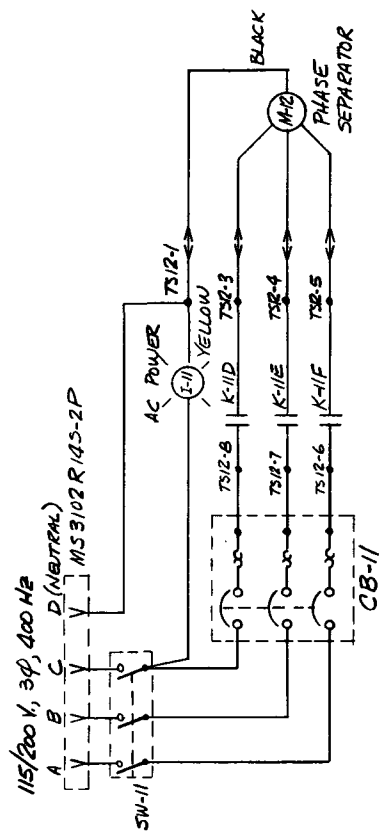 115/200 V, 3φ, 400 HZ
MS3102R14S-2P
A
B
C
D (NEUTRAL)
SW-11
AC POWER
I-11
YELLOW
TS12-1
BLACK
TS12-8
K-11D
TS12-3
TS12-7
K-11E
TS12-4
TS12-6
K-11F
TS12-5
M-12
PHASE
SEPARATOR
CB-11